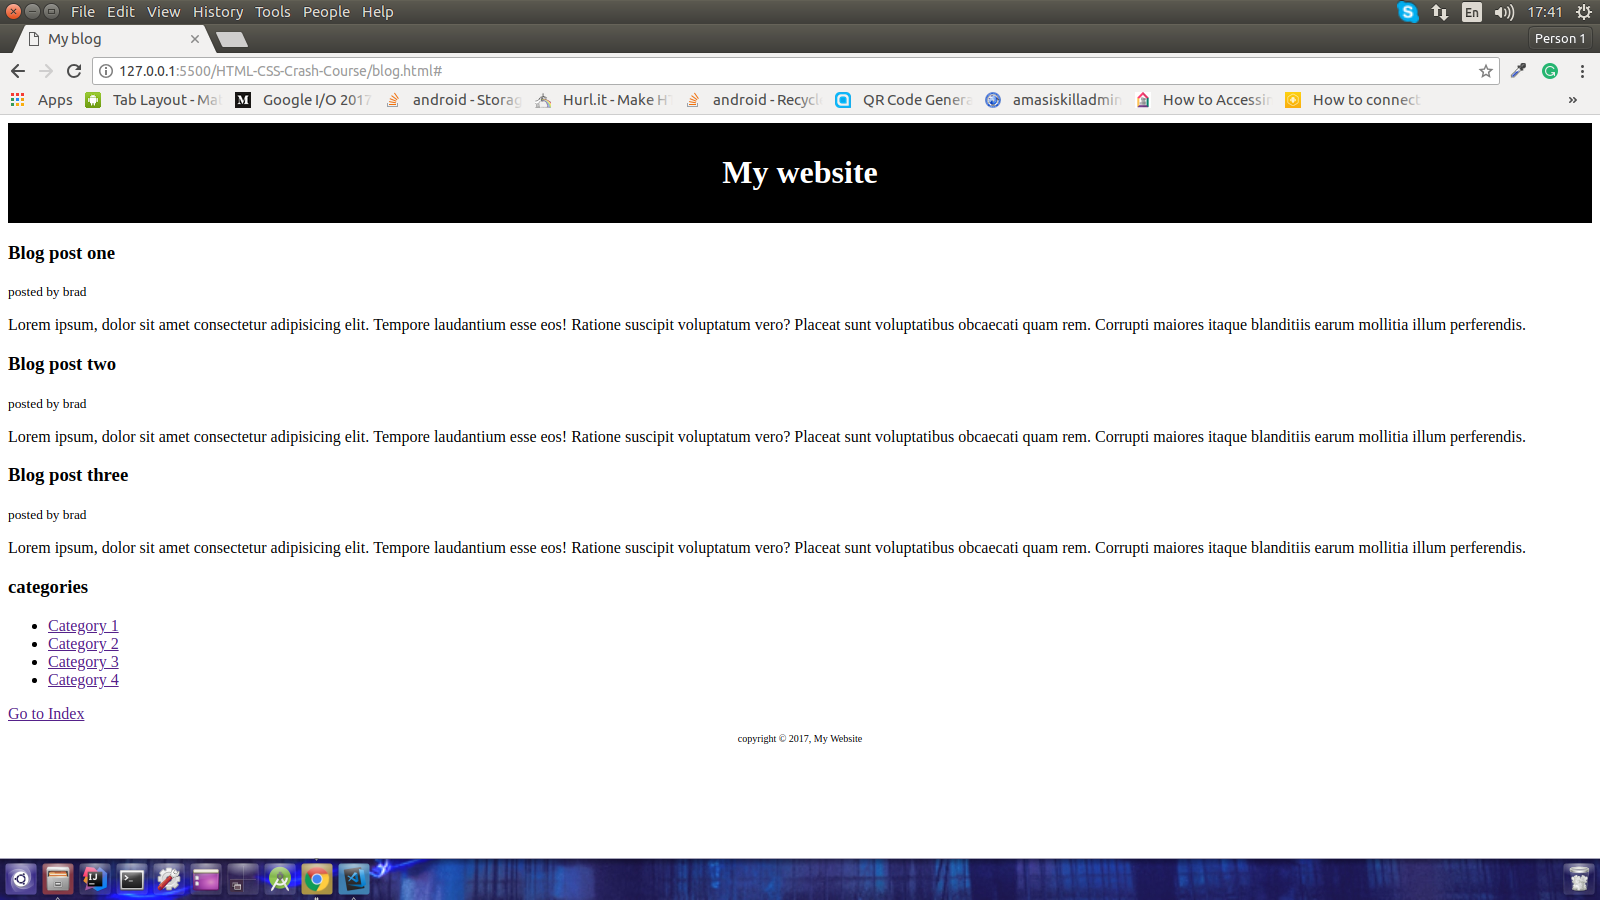 File Edit View History Tools People Help
En 17:41
My blog
Person 1
127.0.0.1:5500/HTML-CSS-Crash-Course/blog.html#
Apps Tab Layout - Ma Google I/O 2017 android - Storag Hurl.it - Make H android - Recycl QR Code Genera amasiskilladmin How to Accessin How to connect »
My website
Blog post one
posted by brad
Lorem ipsum, dolor sit amet consectetur adipisicing elit. Tempore laudantium esse eos! Ratione suscipit voluptatum vero? Placeat sunt voluptatibus obcaecati quam rem. Corrupti maiores itaque blanditiis earum mollitia illum perferendis.
Blog post two
posted by brad
Lorem ipsum, dolor sit amet consectetur adipisicing elit. Tempore laudantium esse eos! Ratione suscipit voluptatum vero? Placeat sunt voluptatibus obcaecati quam rem. Corrupti maiores itaque blanditiis earum mollitia illum perferendis.
Blog post three
posted by brad
Lorem ipsum, dolor sit amet consectetur adipisicing elit. Tempore laudantium esse eos! Ratione suscipit voluptatum vero? Placeat sunt voluptatibus obcaecati quam rem. Corrupti maiores itaque blanditiis earum mollitia illum perferendis.
categories
Category 1
Category 2
Category 3
Category 4
Go to Index
copyright © 2017, My Website